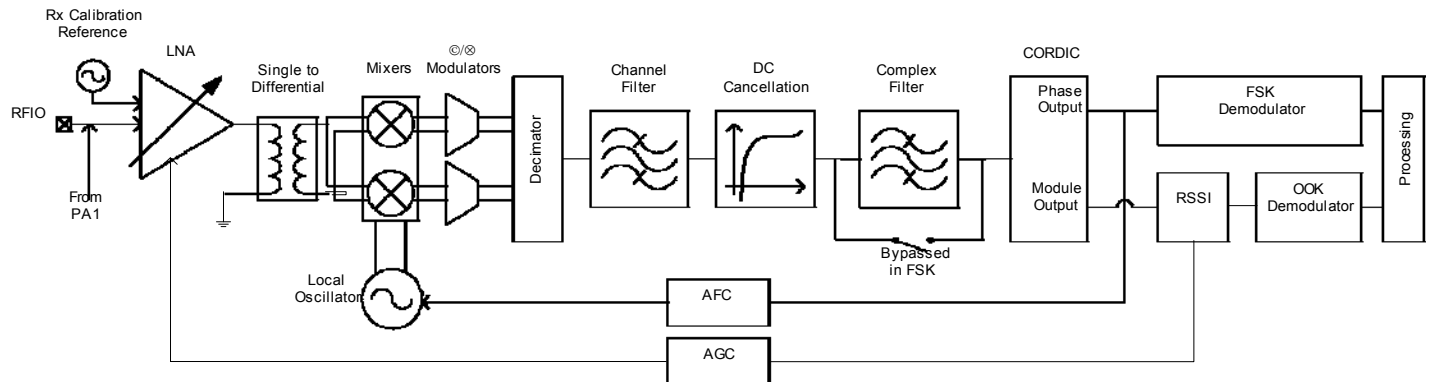 Rx Calibration
Reference
LNA
Single to
Differential
Mixers
©/⊗
Modulators
Channel
Filter
DC
Cancellation
Complex
Filter
CORDIC
RFIO
From
PA1
Decimator
Phase
Output
Module
Output
FSK
Demodulator
RSSI
OOK
Demodulator
Processing
Bypassed
in FSK
Local
Oscillator
AFC
AGC